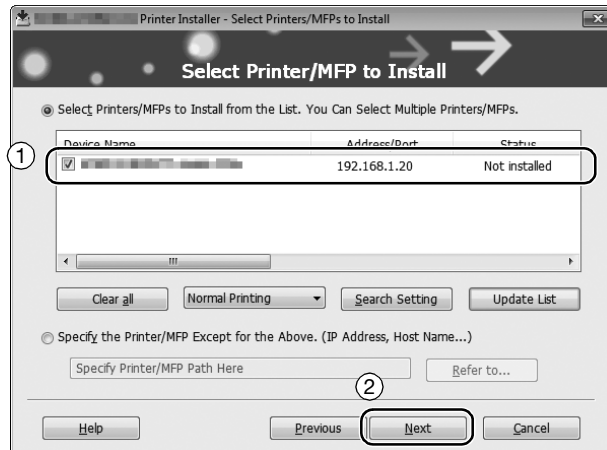 Printer Installer - Select Printers/MFPs to Install
Select Printer/MFP to Install
Select Printers/MFPs to Install from the List. You Can Select Multiple Printers/MFPs.
Device Name Address/Port Status
1
192.168.1.20 Not installed
Clear all Normal Printing Search Setting Update List
Specify the Printer/MFP Except for the Above. (IP Address, Host Name...)
Specify Printer/MFP Path Here Refer to...
2
Help Previous Next Cancel